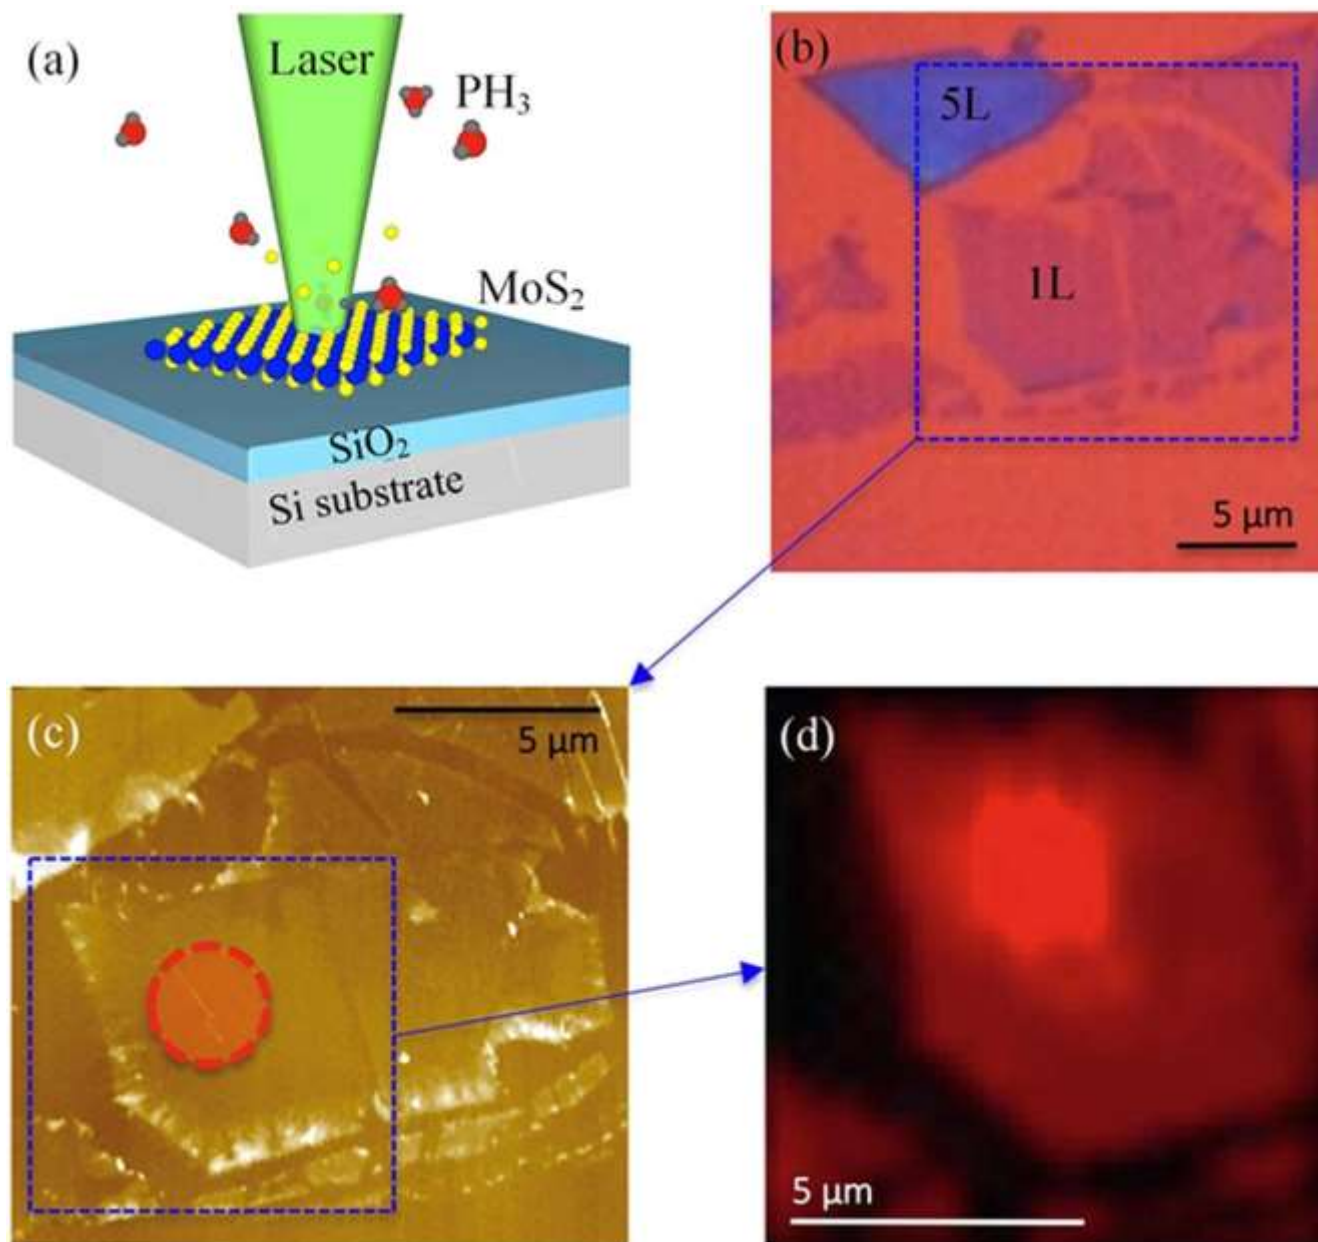 (a)
Laser
PH₃
MoS₂
SiO₂
Si substrate
(b)
5L
1L
5 μm
(c)
5 μm
(d)
5 μm